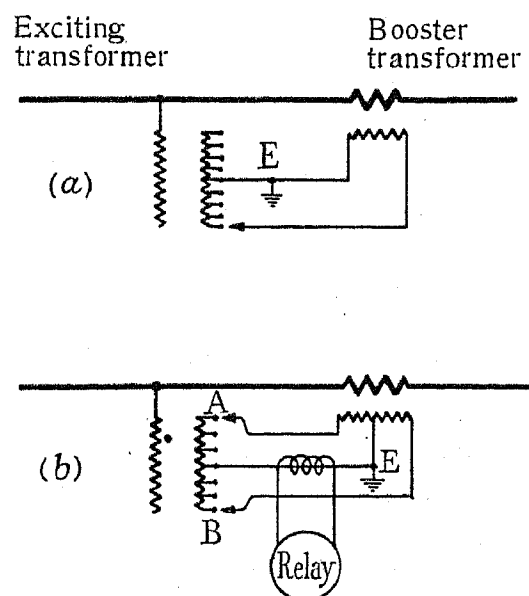 Exciting
transformer
Booster
transformer
E
(a)
A
E
(b)
B
Relay